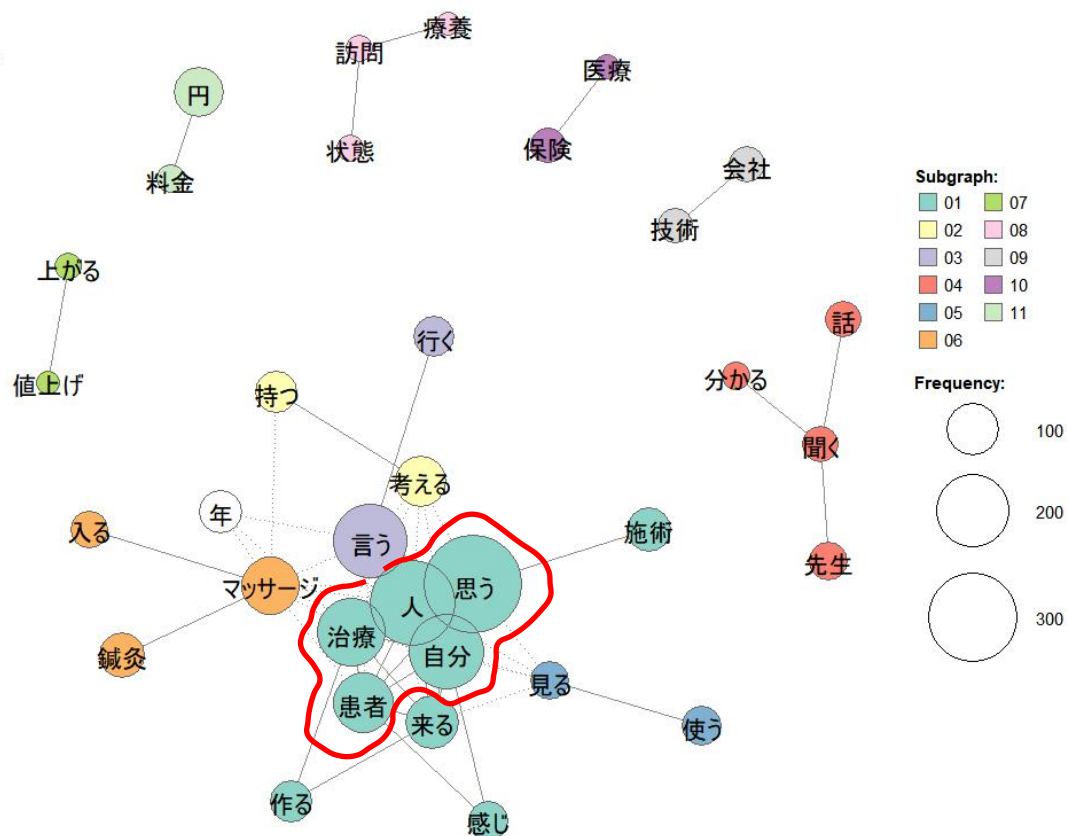 療養
訪問
状態
医療
保険
円
料金
会社
技術
上がる
値上げ
行く
持つ
考える
話
分かる
聞く
先生
年
入る
言う
マッサージ
鍼灸
人
思う
治療
自分
患者
来る
施術
見る
使う
作る
感じ
Subgraph:
01 07
02 08
03 09
04 10
05 11
06
Frequency:
100
200
300